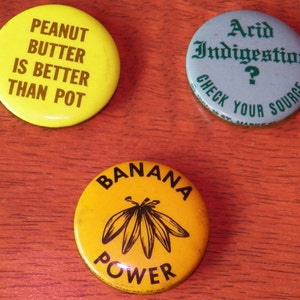 PEANUT
BUTTER
IS BETTER
THAN POT
Acid
Indigestion
?
CHECK YOUR SOURCE
BANANA
POWER